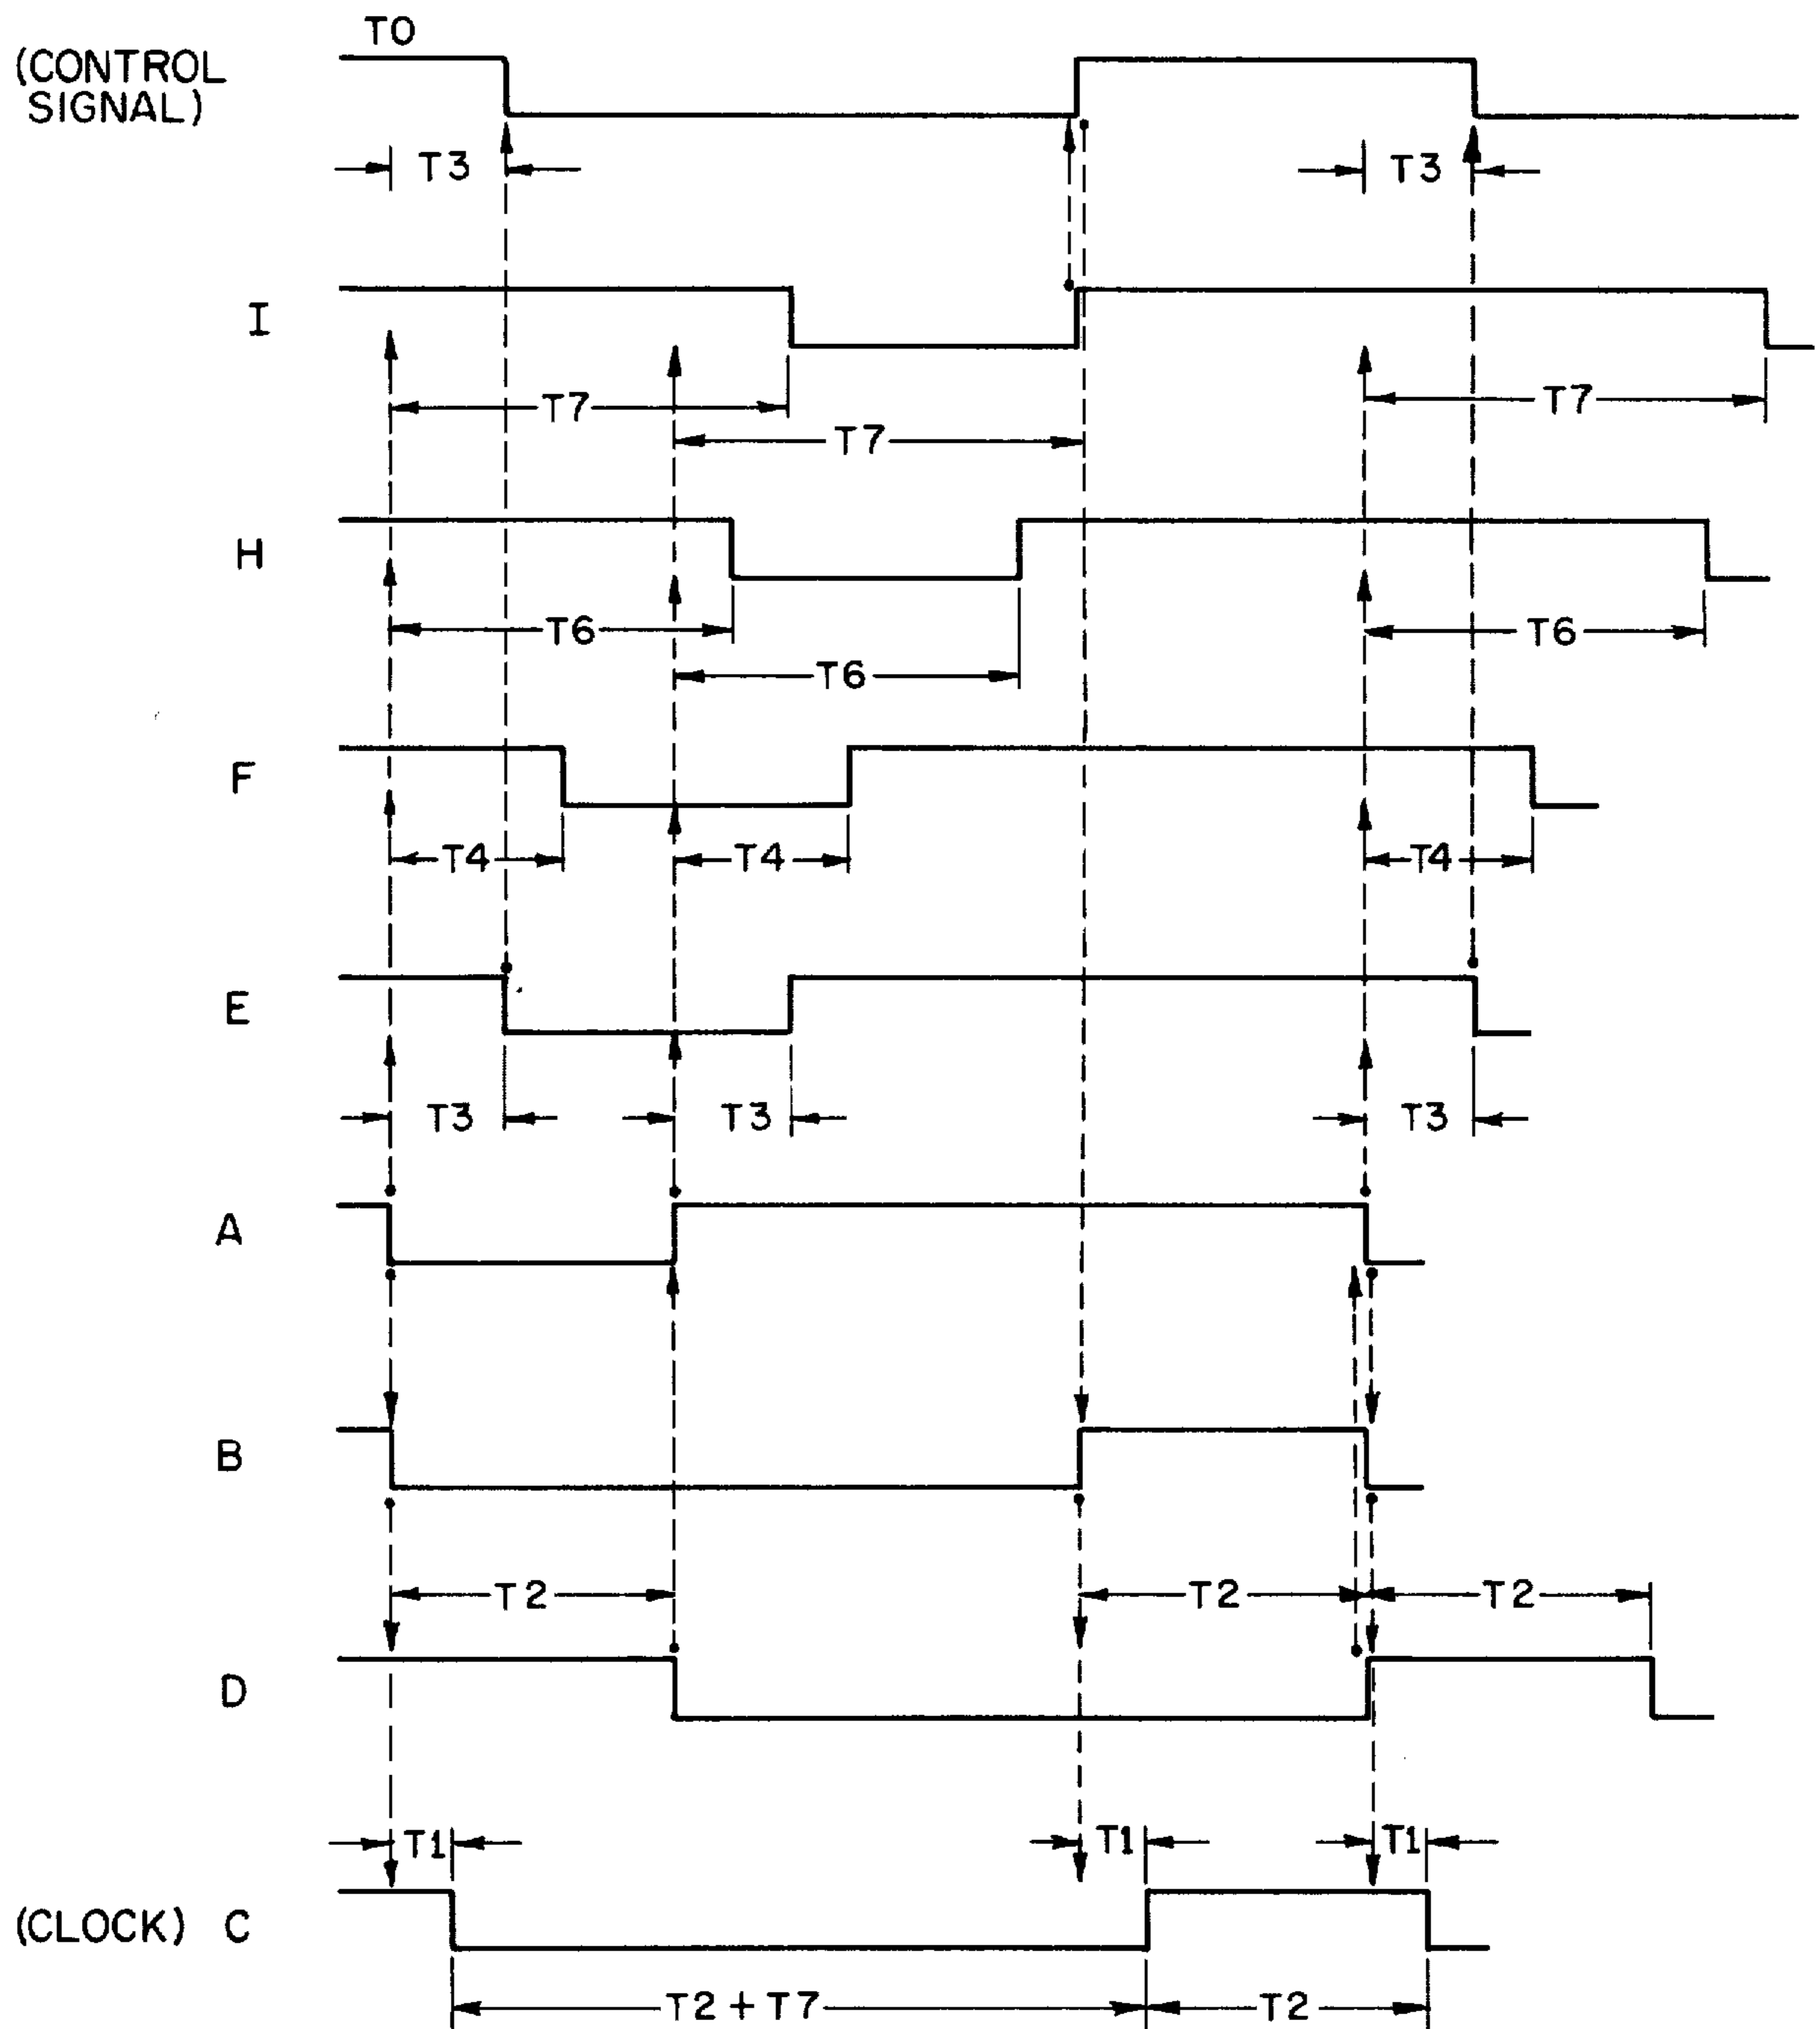 TO
(CONTROL
SIGNAL)
T3 T3
I
T7 T7
T7
H
T6 T6
T6
F
T4 T4 T4
E
T3 T3 T3
A
B
T2 T2 T2
D
T1 T1 T1
(CLOCK) C
T2 + T7 T2